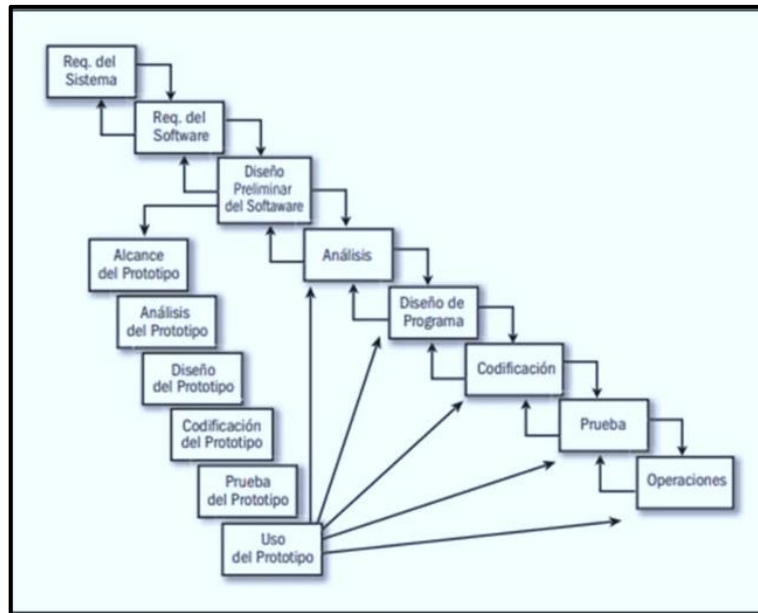 Req. del
Sistema
Req. del
Software
Diseño
Preliminar
del Softaware
Alcance
del Prototipo
Análisis
Análisis
del Prototipo
Diseño de
Programa
Diseño
del Prototipo
Codificación
Codificación
del Prototipo
Prueba
Prueba
del Prototipo
Operaciones
Uso
del Prototipo